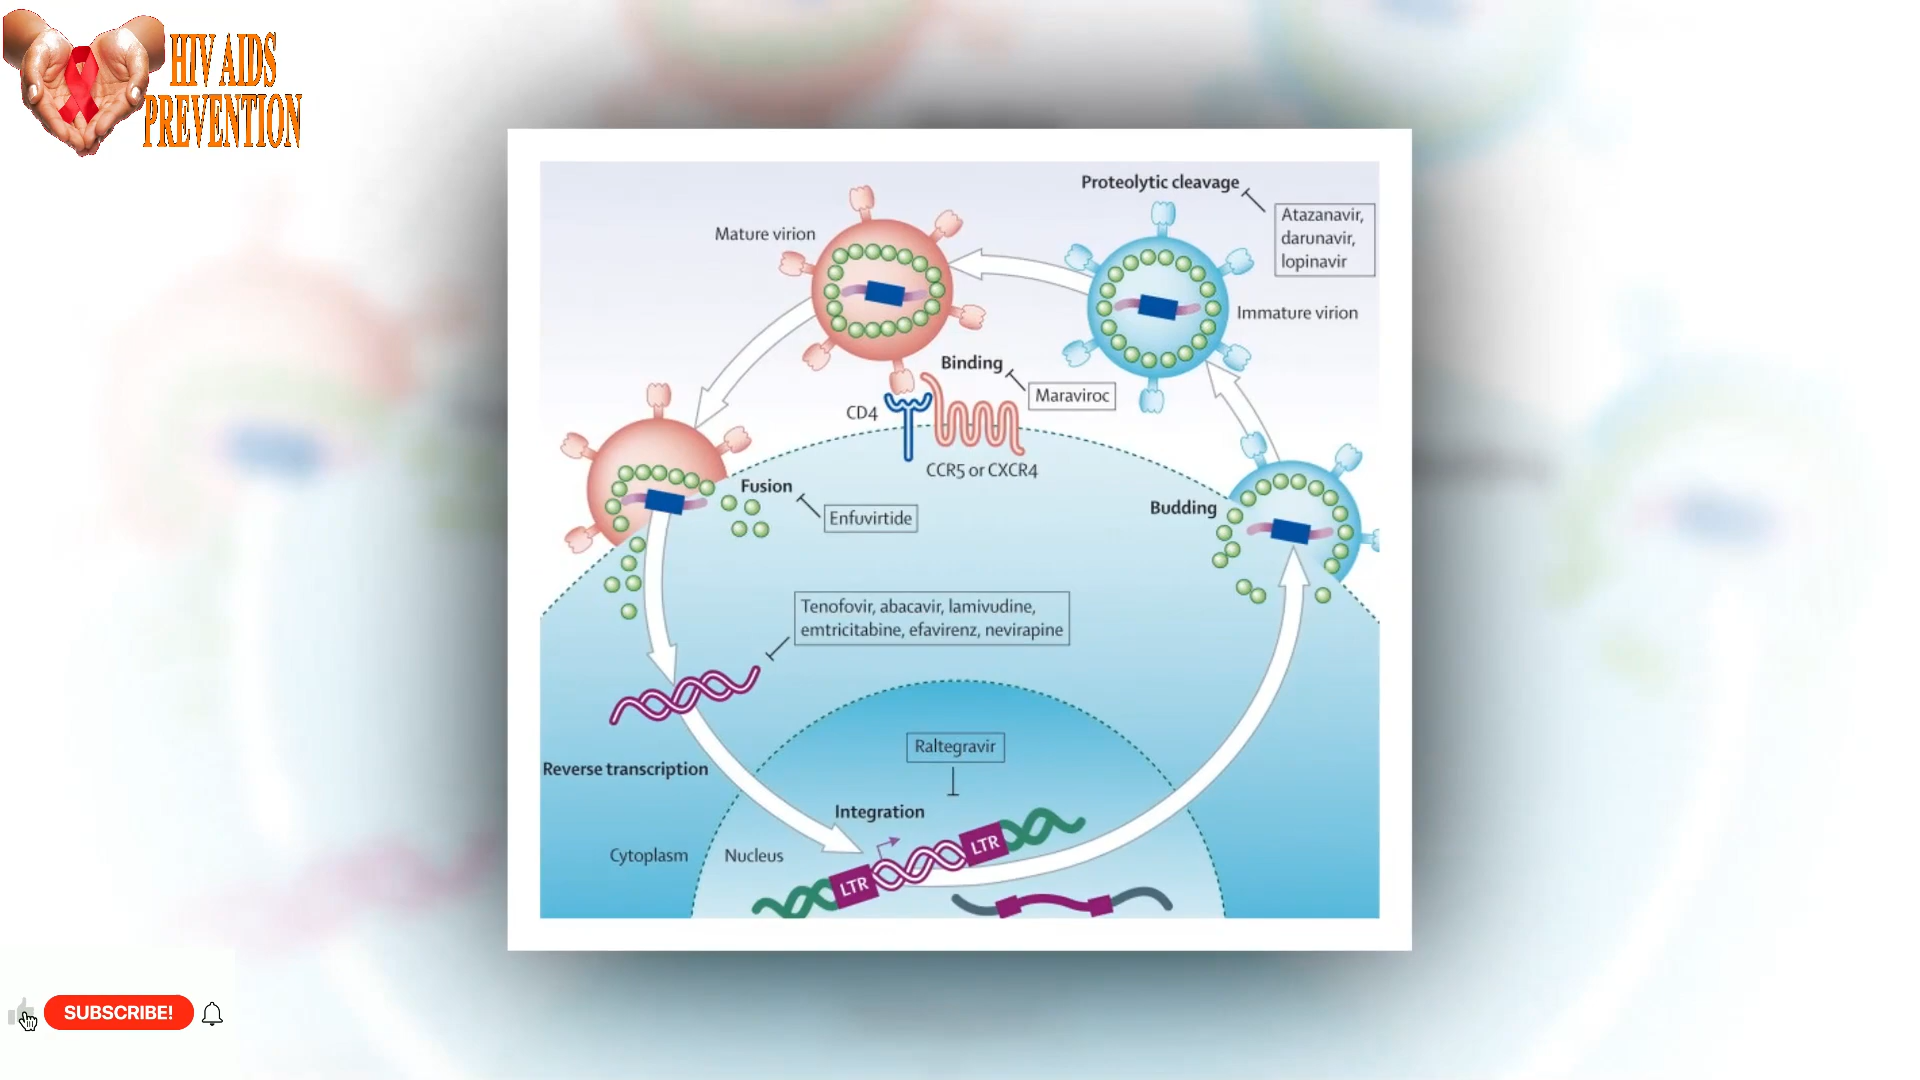 HIV AIDS
PREVENTION
Proteolytic cleavage
Atazanavir,
darunavir,
lopinavir
Mature virion
Immature virion
Binding
Maraviroc
CD4
CCR5 or CXCR4
Fusion
Enfuvirtide
Budding
Tenofovir, abacavir, lamivudine,
emtricitabine, efavirenz, nevirapine
Raltegravir
Reverse transcription
Integration
LTR
Cytoplasm
Nucleus
LTR
SUBSCRIBE!